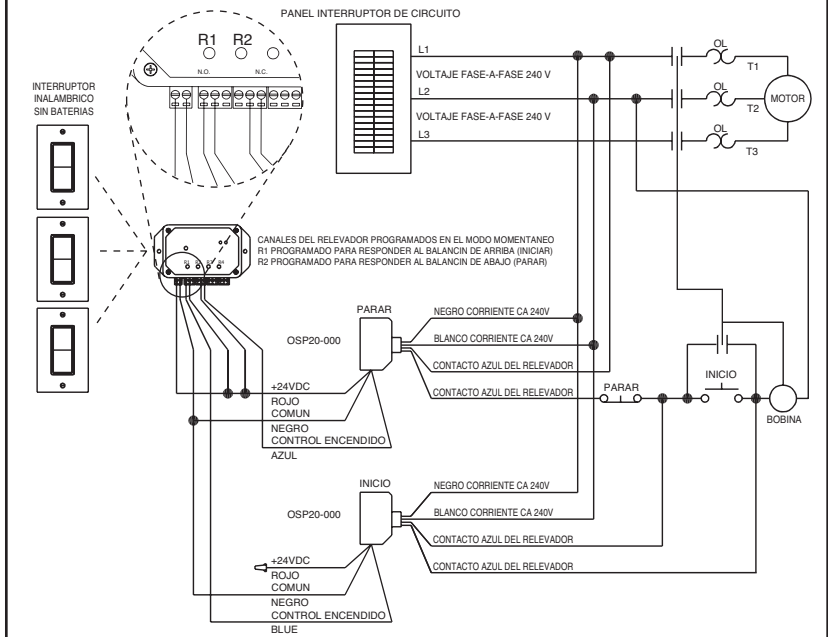 PANEL INTERRUPTOR DE CIRCUITO
R1 R2
N.O. N.C.
INTERRUPTOR
INALAMBRICO
SIN BATERIAS
L1
VOLTAJE FASE-A-FASE 240 V
L2
VOLTAJE FASE-A-FASE 240 V
L3
OL
T1
OL
T2
OL
T3
MOTOR
CANALES DEL RELEVADOR PROGRAMADOS EN EL MODO MOMENTANEO
R1 PROGRAMADO PARA RESPONDER AL BALANCIN DE ARRIBA (INICIAR)
R2 PROGRAMADO PARA RESPONDER AL BALANCIN DE ABAJO (PARAR)
R1 R2 R3 R4
PARAR
OSP20-000
NEGRO CORRIENTE CA 240V
BLANCO CORRIENTE CA 240V
CONTACTO AZUL DEL RELEVADOR
CONTACTO AZUL DEL RELEVADOR
+24VDC
ROJO
COMUN
NEGRO
CONTROL ENCENDIDO
AZUL
PARAR
INICIO
BOBINA
INICIO
OSP20-000
NEGRO CORRIENTE CA 240V
BLANCO CORRIENTE CA 240V
CONTACTO AZUL DEL RELEVADOR
CONTACTO AZUL DEL RELEVADOR
+24VDC
ROJO
COMUN
NEGRO
CONTROL ENCENDIDO
BLUE